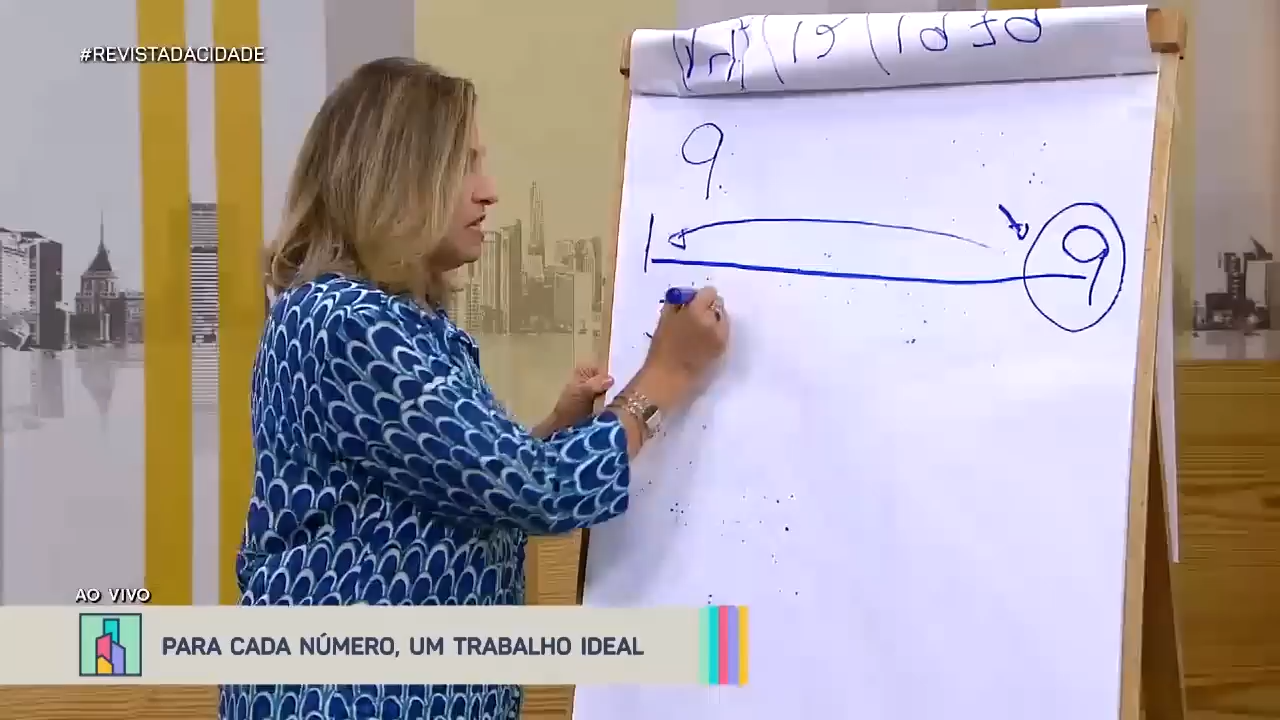 #REVISTADACIDADE
9
1 9
AO VIVO
PARA CADA NÚMERO, UM TRABALHO IDEAL